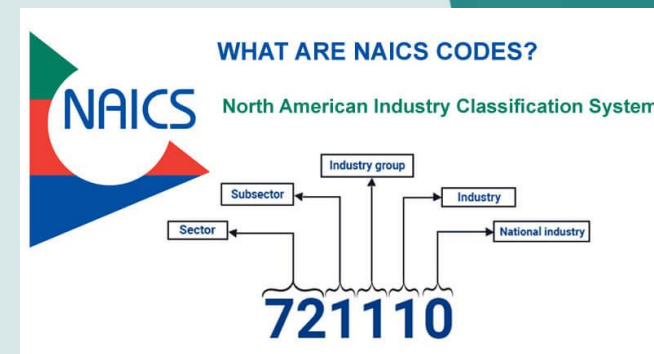 WHAT ARE NAICS CODES?
NAICS
North American Industry Classification System
Industry group
Subsector
Industry
Sector
National industry
721110